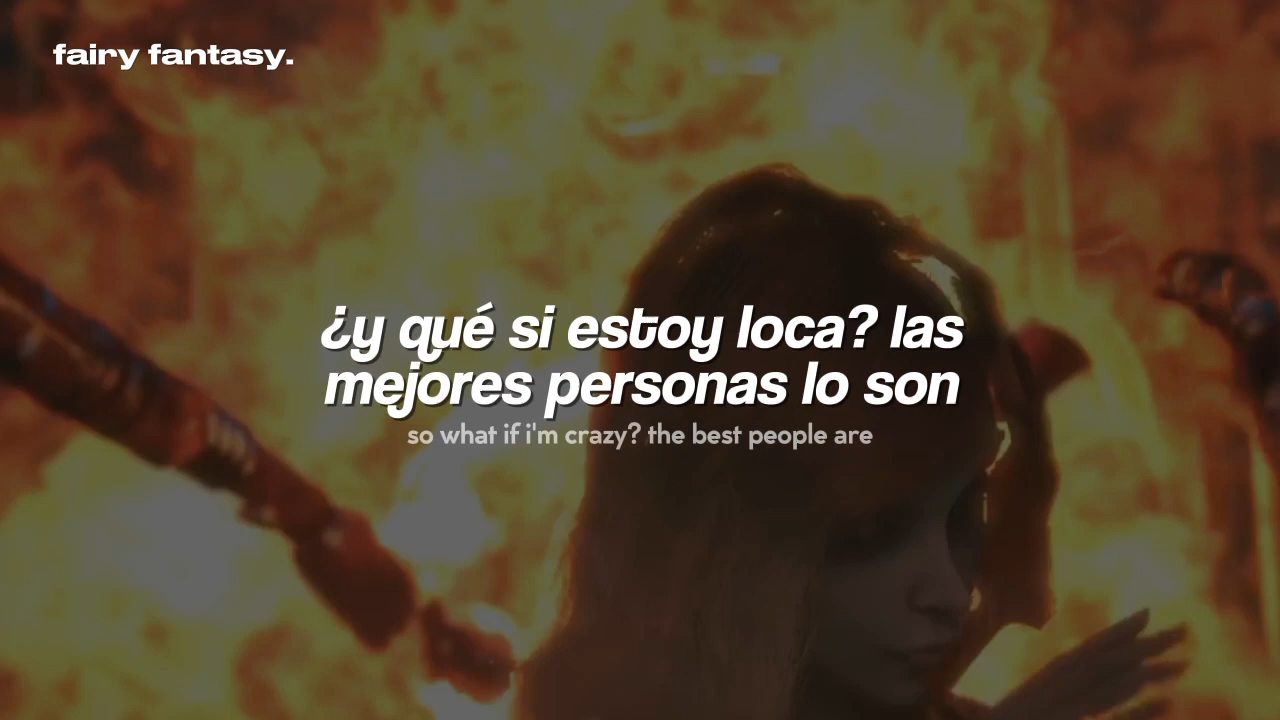 fairy fantasy.
¿y qué si estoy loca? las
mejores personas lo son
so what if i'm crazy? the best people are